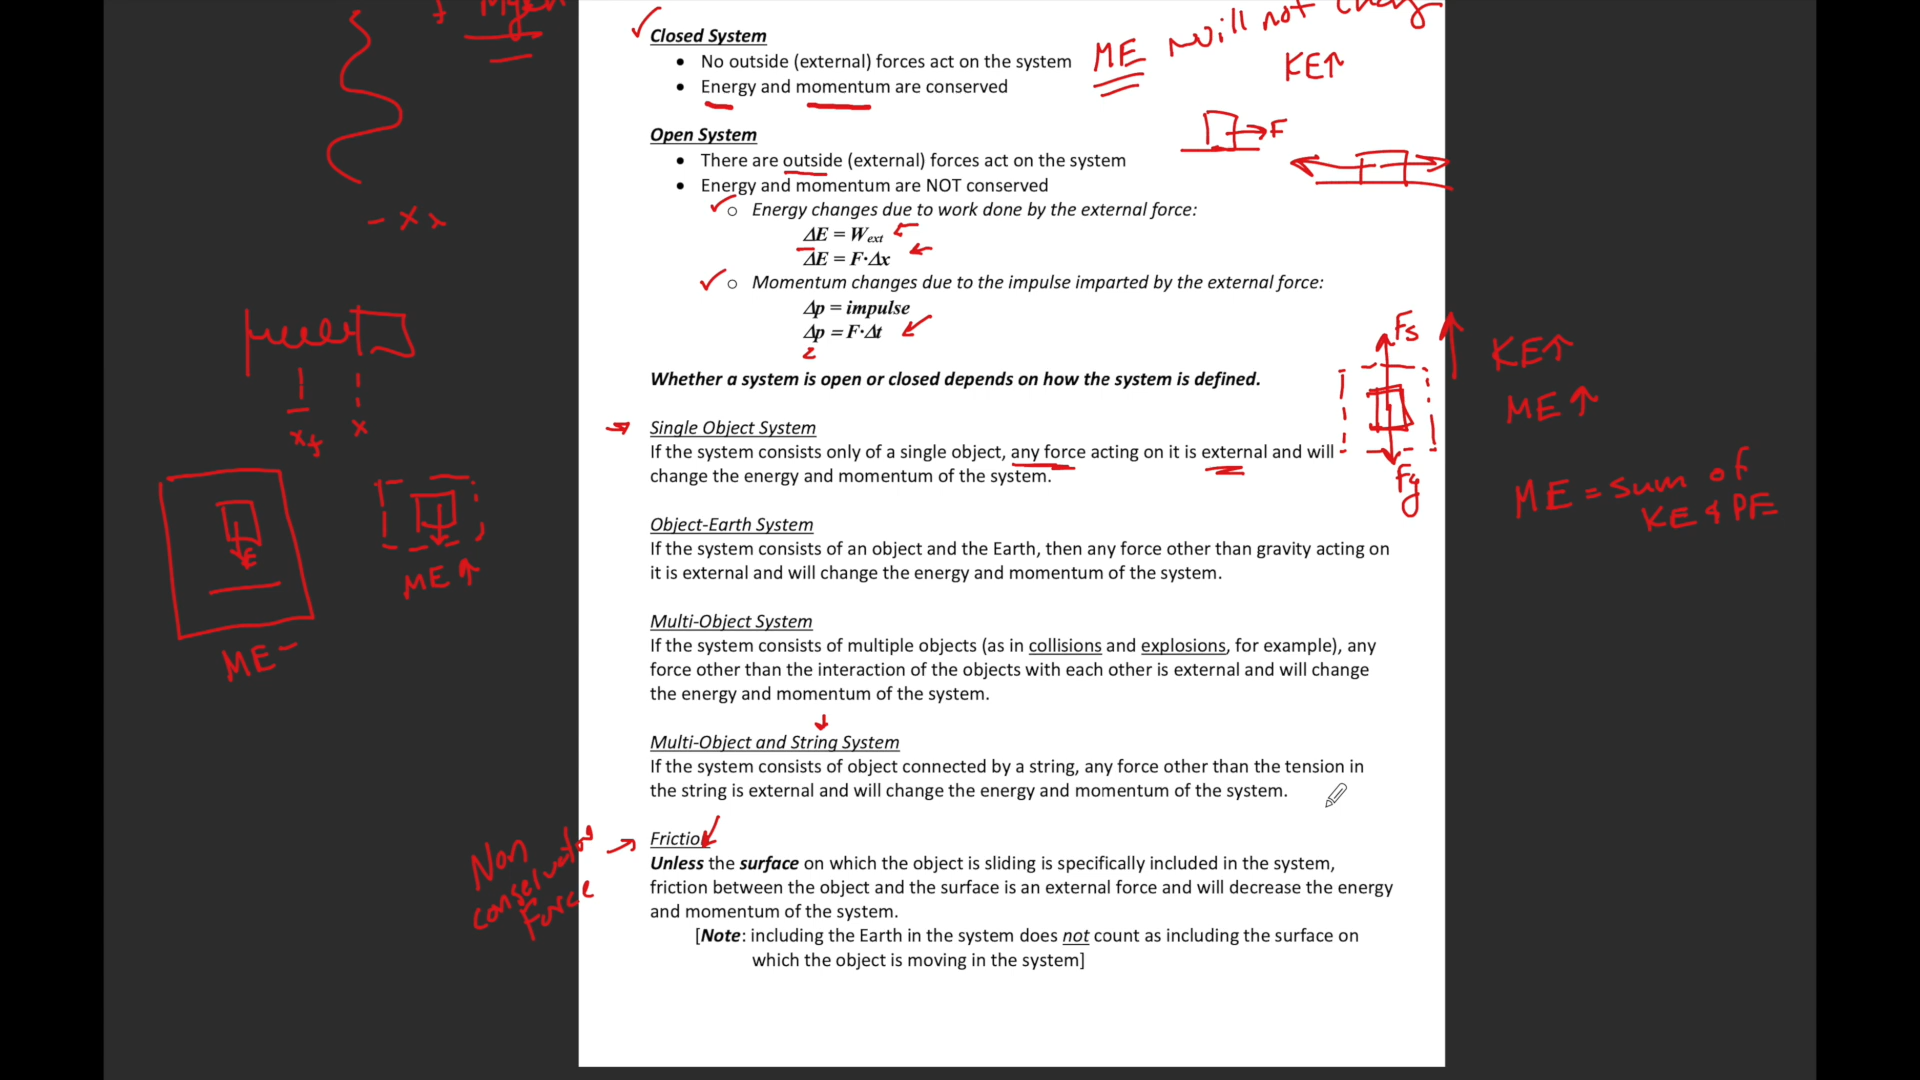 ME will not
KE↑
Closed System
• No outside (external) forces act on the system
• Energy and momentum are conserved
F
Open System
• There are outside (external) forces act on the system
• Energy and momentum are NOT conserved
○ Energy changes due to work done by the external force:
ΔE = Wext
ΔE = F·Δx
○ Momentum changes due to the impulse imparted by the external force:
Δp = impulse
Δp = F·Δt
Whether a system is open or closed depends on how the system is defined.
Fs
KE↑
ME↑
Fg
ME = sum of
KE & PE
Single Object System
If the system consists only of a single object, any force acting on it is external and will
change the energy and momentum of the system.
Object-Earth System
If the system consists of an object and the Earth, then any force other than gravity acting on
it is external and will change the energy and momentum of the system.
Multi-Object System
If the system consists of multiple objects (as in collisions and explosions, for example), any
force other than the interaction of the objects with each other is external and will change
the energy and momentum of the system.
Multi-Object and String System
If the system consists of object connected by a string, any force other than the tension in
the string is external and will change the energy and momentum of the system.
Friction
Unless the surface on which the object is sliding is specifically included in the system,
friction between the object and the surface is an external force and will decrease the energy
and momentum of the system.
[Note: including the Earth in the system does not count as including the surface on
which the object is moving in the system]
- x x
xf x
ME↑
ME-
Non
Force